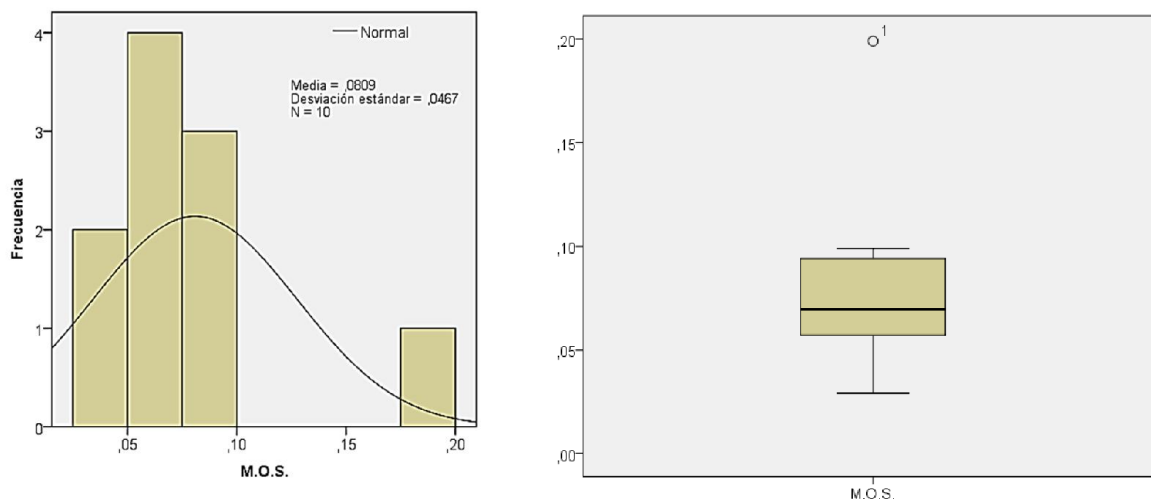 Normal
Media = ,0809
Desviación estándar = ,0467
N = 10
Frecuencia
4
3
2
1
0
,05 ,10 ,15 ,20
M.O.S.
,20
,15
,10
,05
,00
1
M.O.S.